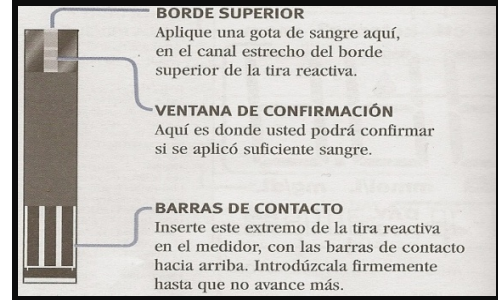 BORDE SUPERIOR
Aplique una gota de sangre aquí,
en el canal estrecho del borde
superior de la tira reactiva.
VENTANA DE CONFIRMACIÓN
Aquí es donde usted podrá confirmar
si se aplicó suficiente sangre.
BARRAS DE CONTACTO
Inserte este extremo de la tira reactiva
en el medidor, con las barras de contacto
hacia arriba. Introdúzcala firmemente
hasta que no avance más.